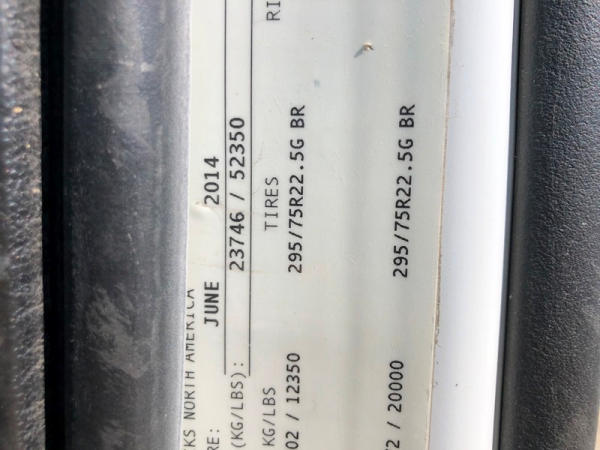 KS NORTH AMERICA
RE: JUNE 2014
(KG/LBS): 23746 / 52350
KG/LBS TIRES RI
02 / 12350 295/75R22.5G BR
2 / 20000 295/75R22.5G BR